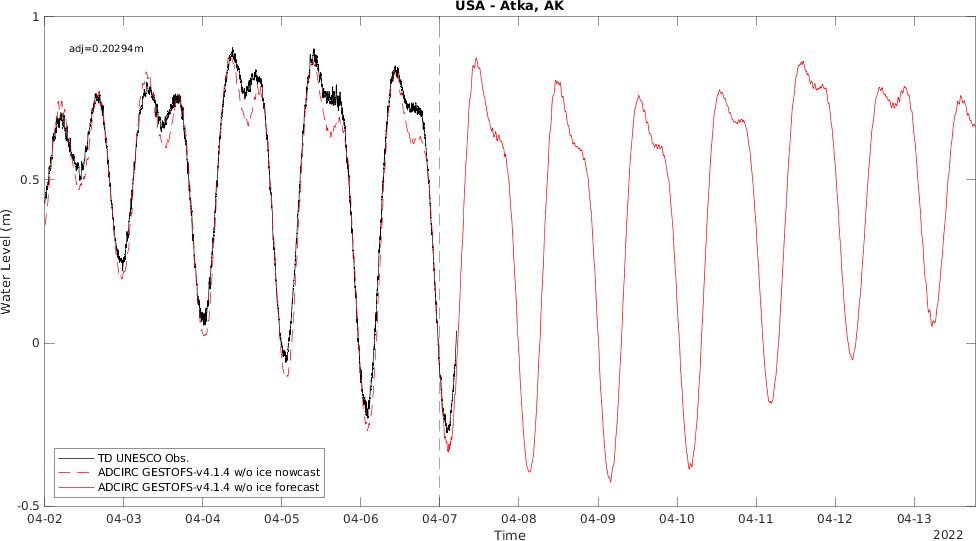 USA - Atka, AK
adj=0.20294m
1
0.5
0
-0.5
Water Level (m)
TD UNESCO Obs.
ADCIRC GESTOFS-v4.1.4 w/o ice nowcast
ADCIRC GESTOFS-v4.1.4 w/o ice forecast
04-02 04-03 04-04 04-05 04-06 04-07 04-08 04-09 04-10 04-11 04-12 04-13
Time
2022